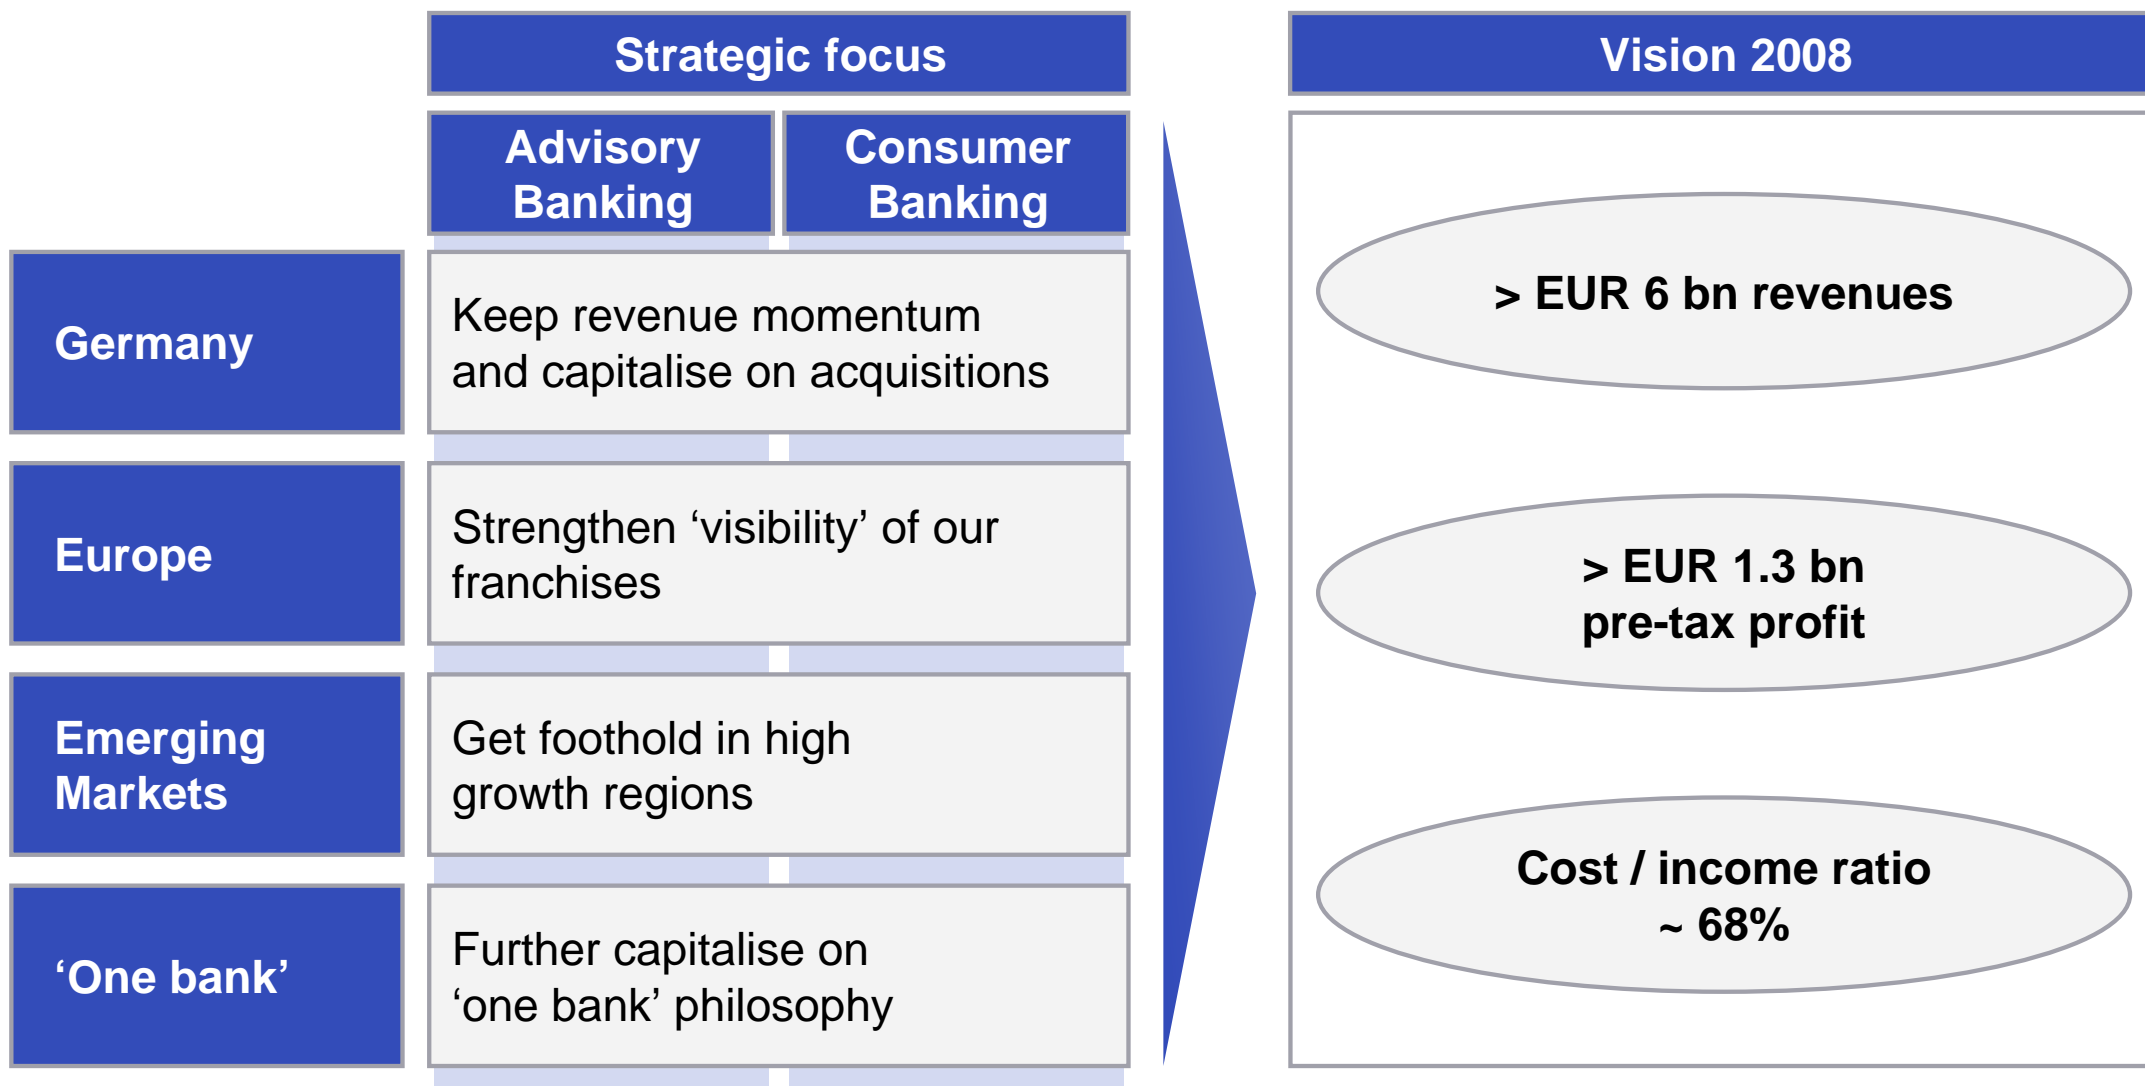 Strategic focus
Vision 2008
Advisory
Banking
Consumer
Banking
Germany
Keep revenue momentum
and capitalise on acquisitions
Europe
Strengthen ‘visibility’ of our
franchises
Emerging
Markets
Get foothold in high
growth regions
‘One bank’
Further capitalise on
‘one bank’ philosophy
> EUR 6 bn revenues
> EUR 1.3 bn
pre-tax profit
Cost / income ratio
~ 68%